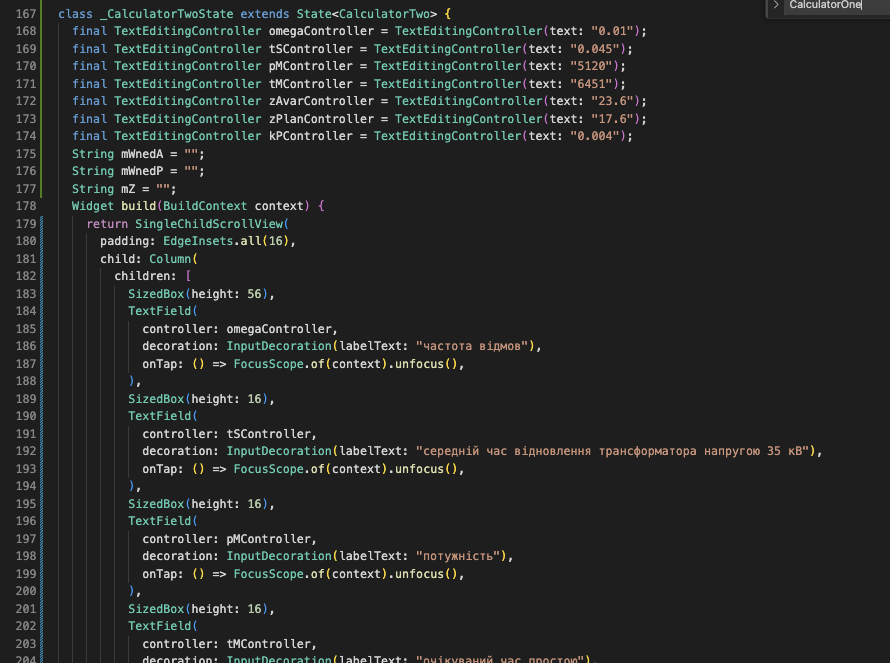 CalculatorOne
167 class _CalculatorTwoState extends State<CalculatorTwo> {
168 final TextEditingController omegaController = TextEditingController(text: "0.01");
169 final TextEditingController tSController = TextEditingController(text: "0.045");
170 final TextEditingController pMController = TextEditingController(text: "5120");
171 final TextEditingController tMController = TextEditingController(text: "6451");
172 final TextEditingController zAvarController = TextEditingController(text: "23.6");
173 final TextEditingController zPlanController = TextEditingController(text: "17.6");
174 final TextEditingController kPController = TextEditingController(text: "0.004");
175 String mWnedA = "";
176 String mWnedP = "";
177 String mZ = "";
178 Widget build(BuildContext context) {
179 return SingleChildScrollView(
180 padding: EdgeInsets.all(16),
181 child: Column(
182 children: [
183 SizedBox(height: 56),
184 TextField(
185 controller: omegaController,
186 decoration: InputDecoration(labelText: "частота відмов"),
187 onTap: () => FocusScope.of(context).unfocus(),
188 ),
189 SizedBox(height: 16),
190 TextField(
191 controller: tSController,
192 decoration: InputDecoration(labelText: "середній час відновлення трансформатора напругою 35 кВ"),
193 onTap: () => FocusScope.of(context).unfocus(),
194 ),
195 SizedBox(height: 16),
196 TextField(
197 controller: pMController,
198 decoration: InputDecoration(labelText: "потужність"),
199 onTap: () => FocusScope.of(context).unfocus(),
200 ),
201 SizedBox(height: 16),
202 TextField(
203 controller: tMController,
204 decoration: InputDecoration(labelText: "очікуваний час простою"),